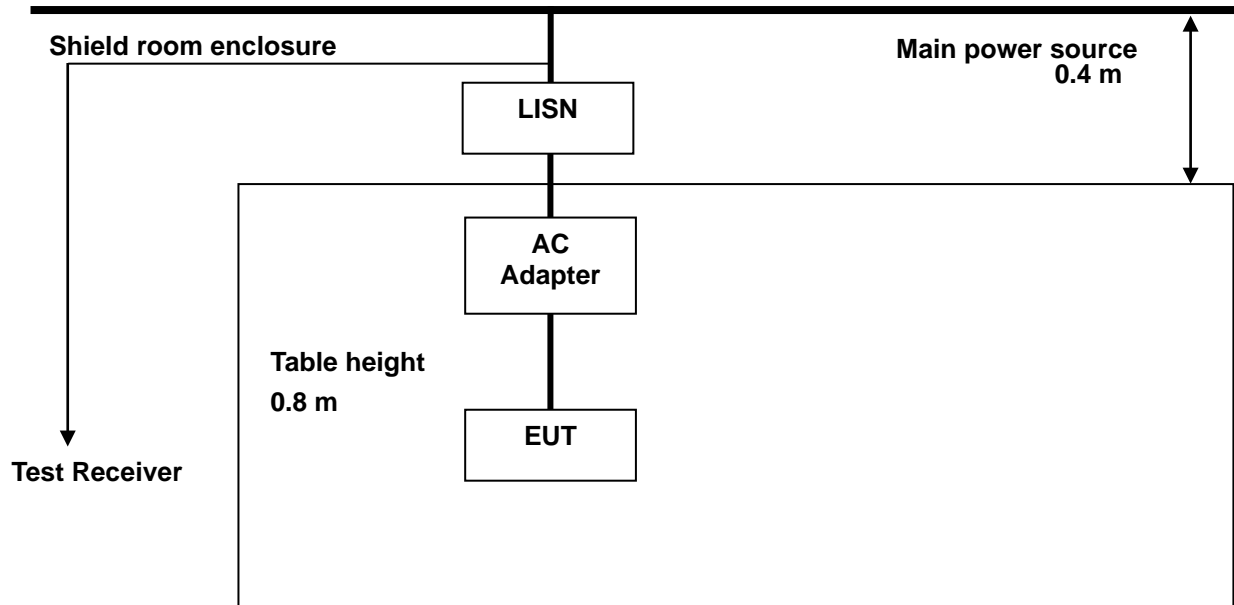 Shield room enclosure
Main power source
0.4 m
LISN
AC
Adapter
Table height
0.8 m
EUT
Test Receiver